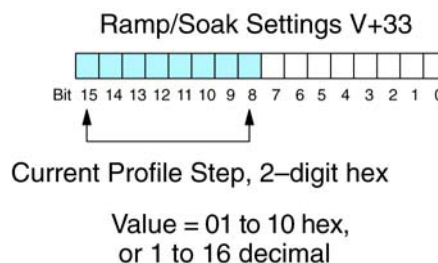 Ramp/Soak Settings V+33
Bit 15 14 13 12 11 10 9 8 7 6 5 4 3 2 1 0
Current Profile Step, 2–digit hex
Value = 01 to 10 hex,
or 1 to 16 decimal